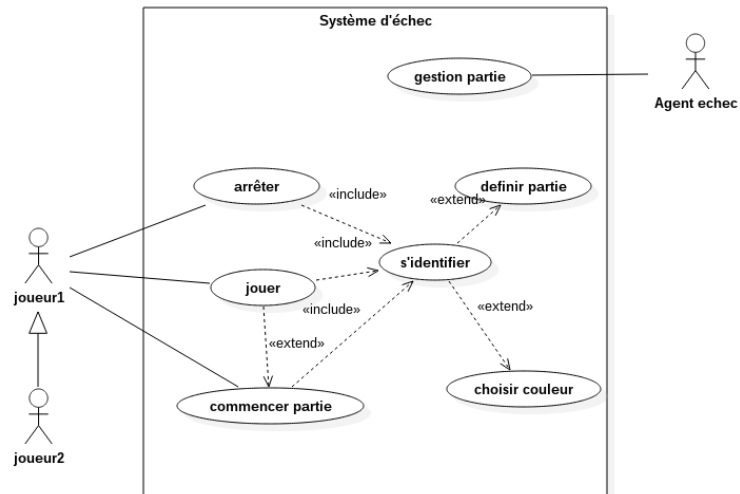 Système d'échec
gestion partie
Agent echec
arrêter
«include»
definir partie
«extend»
«include»
s'identifier
joueur1
jouer
«include»
«extend»
«extend»
choisir couleur
commencer partie
joueur2